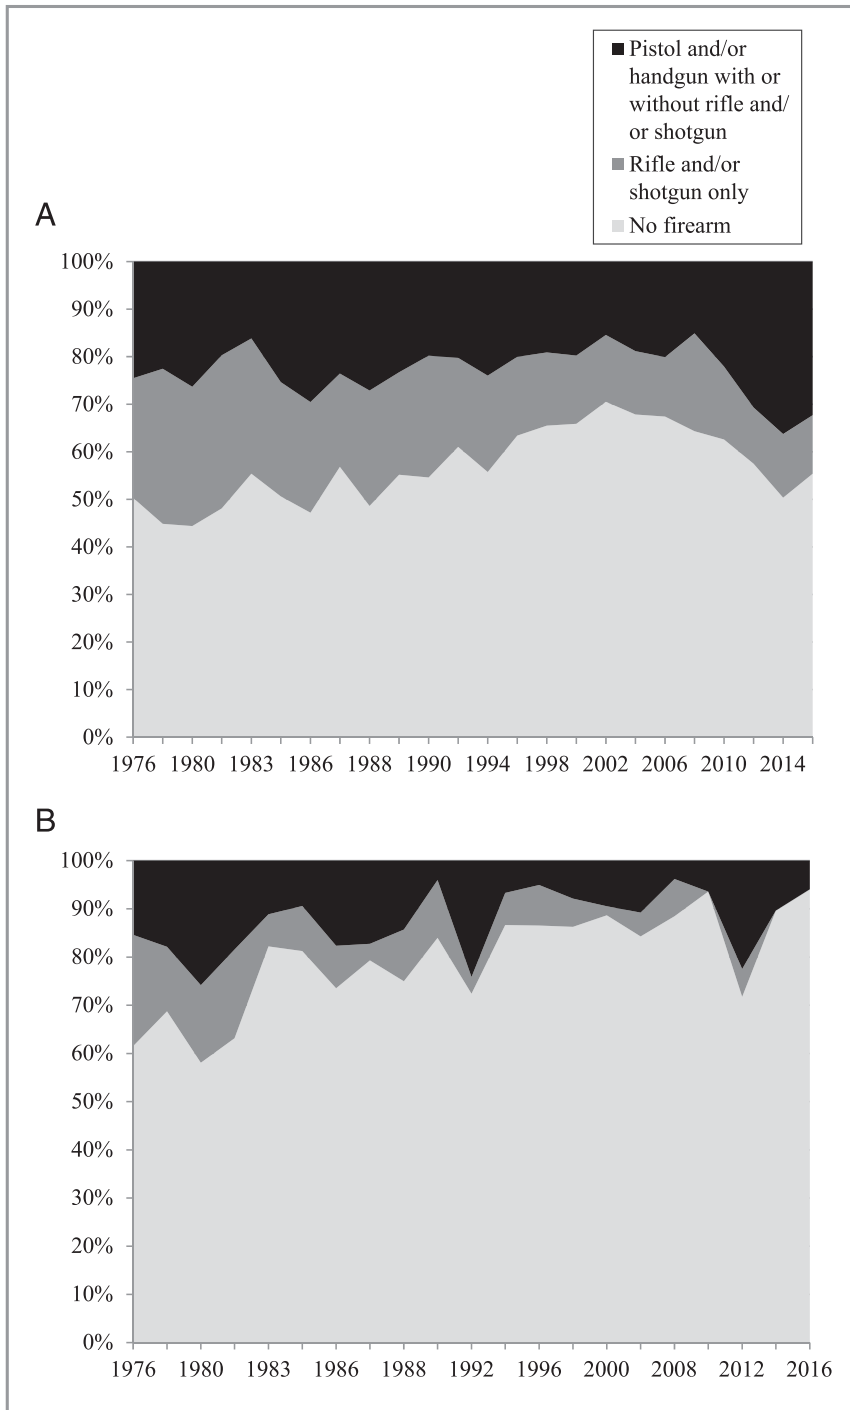 Pistol and/or
handgun with or
without rifle and/
or shotgun
Rifle and/or
shotgun only
No firearm
A
100%
90%
80%
70%
60%
50%
40%
30%
20%
10%
0%
1976 1980 1983 1986 1988 1990 1994 1998 2002 2006 2010 2014
B
100%
90%
80%
70%
60%
50%
40%
30%
20%
10%
0%
1976 1980 1983 1986 1988 1992 1996 2000 2008 2012 2016